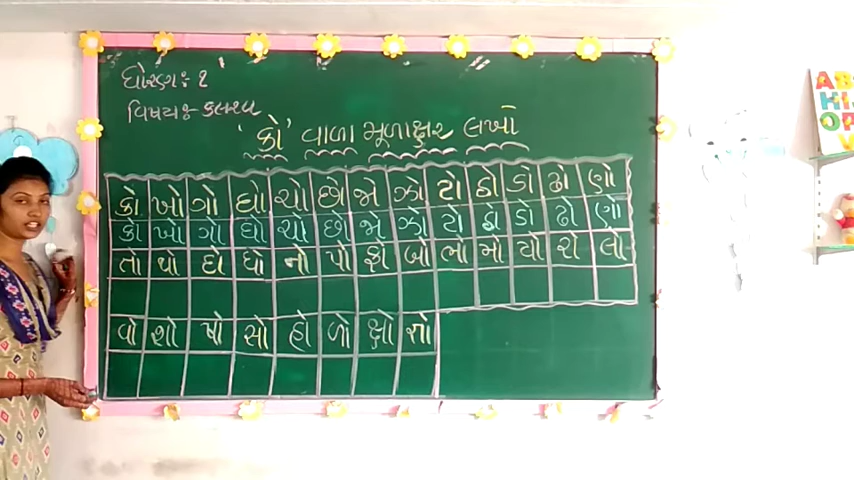 ધોરણ:- ૧
વિષય:- કલરવ
'કો' વાળા મૂળાક્ષર લખો
કો ખો ગો ઘો ચો છો જો ઝો ટો ઠો ડો ઢો ણો
કો ખો ગો ઘો ચો છો જો ઝો ટો ઠો ડો ઢો ણો
તો થો દો ધો નો પો ફો બો ભો મો યો રો લો
વો શો ષો સો હો ળો ક્ષો જ્ઞો